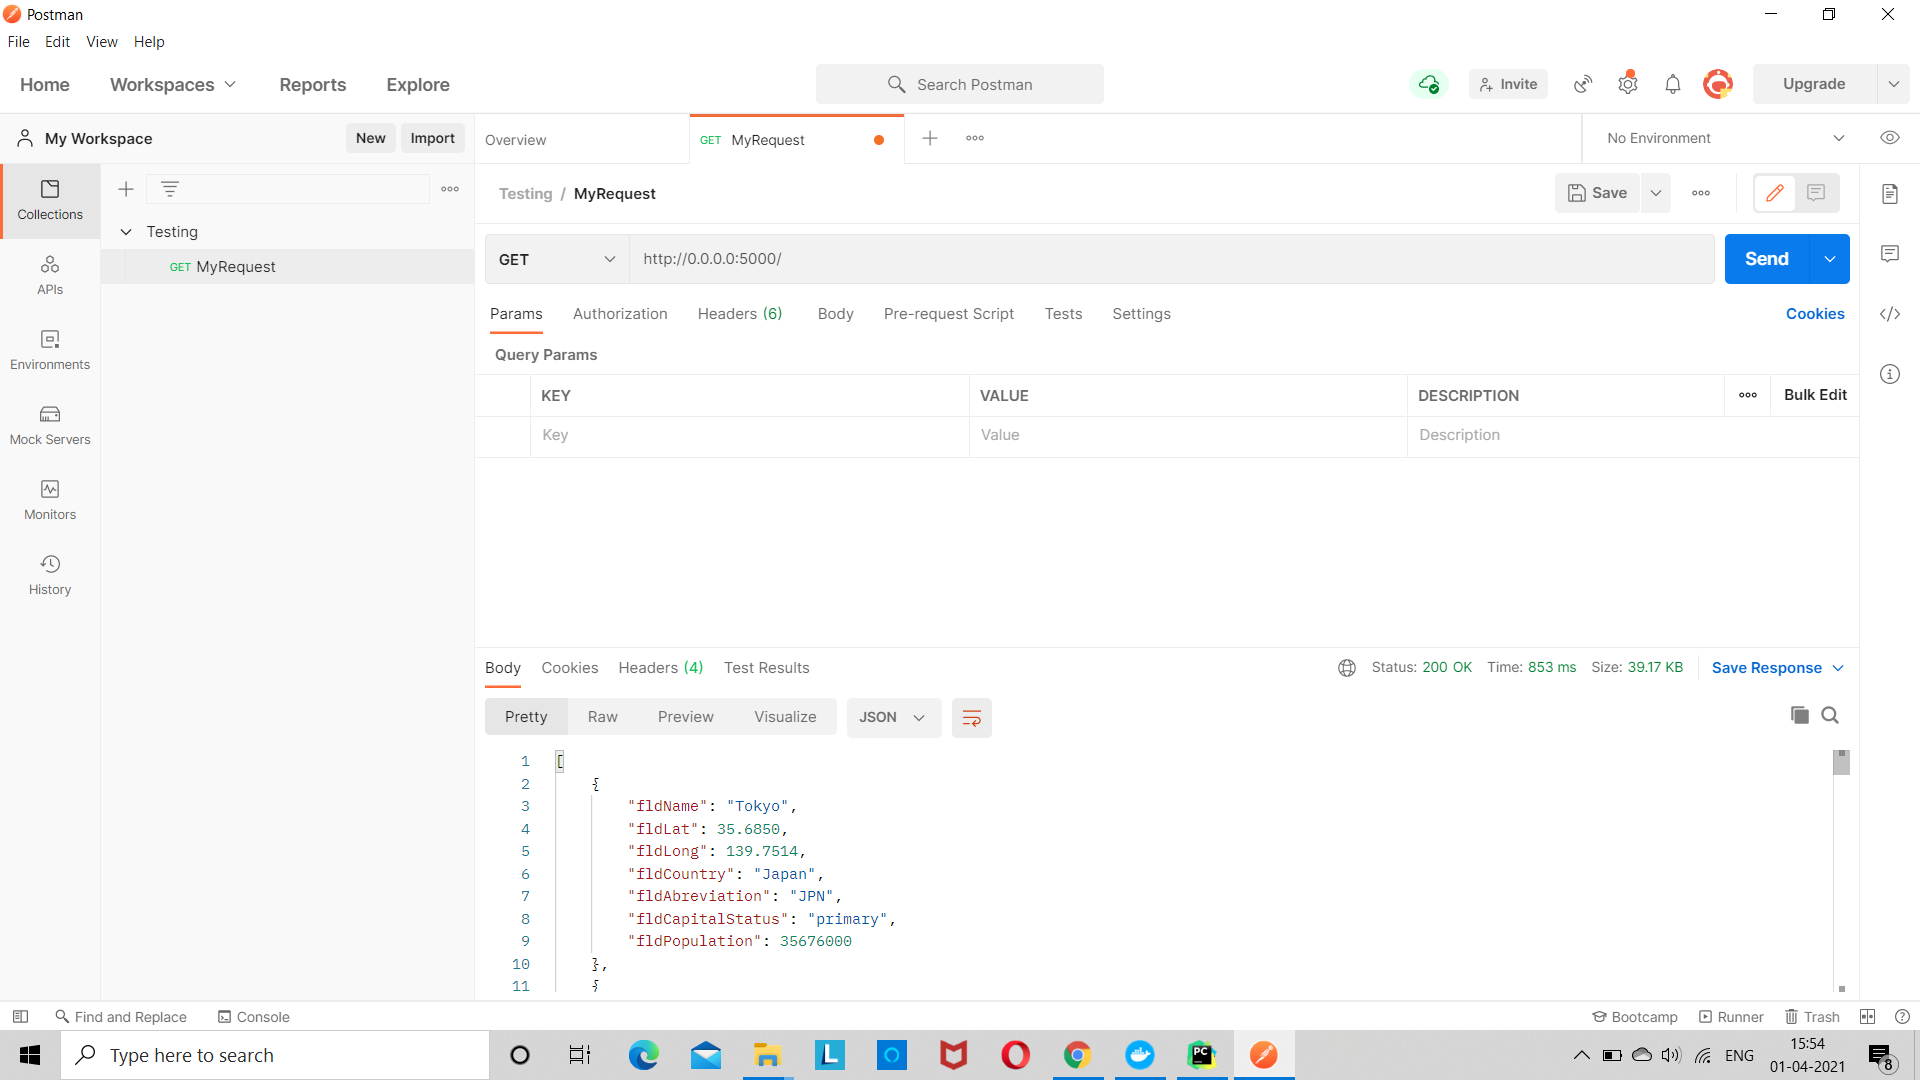 Postman
File Edit View Help
Home Workspaces Reports Explore Search Postman Invite Upgrade
My Workspace New Import Overview GET MyRequest No Environment
Collections
Testing / MyRequest Save
Testing
GET MyRequest
APIs
Environments
Mock Servers
Monitors
History
GET http://0.0.0.0:5000/ Send
Params Authorization Headers (6) Body Pre-request Script Tests Settings Cookies
Query Params
KEY VALUE DESCRIPTION Bulk Edit
Key Value Description
Body Cookies Headers (4) Test Results Status: 200 OK Time: 853 ms Size: 39.17 KB Save Response
Pretty Raw Preview Visualize JSON
1 [
2 {
3 "fldName": "Tokyo",
4 "fldLat": 35.6850,
5 "fldLong": 139.7514,
6 "fldCountry": "Japan",
7 "fldAbreviation": "JPN",
8 "fldCapitalStatus": "primary",
9 "fldPopulation": 35676000
10 },
11 {
Find and Replace Console Bootcamp Runner Trash
Type here to search L PC ENG 15:54
01-04-2021 8